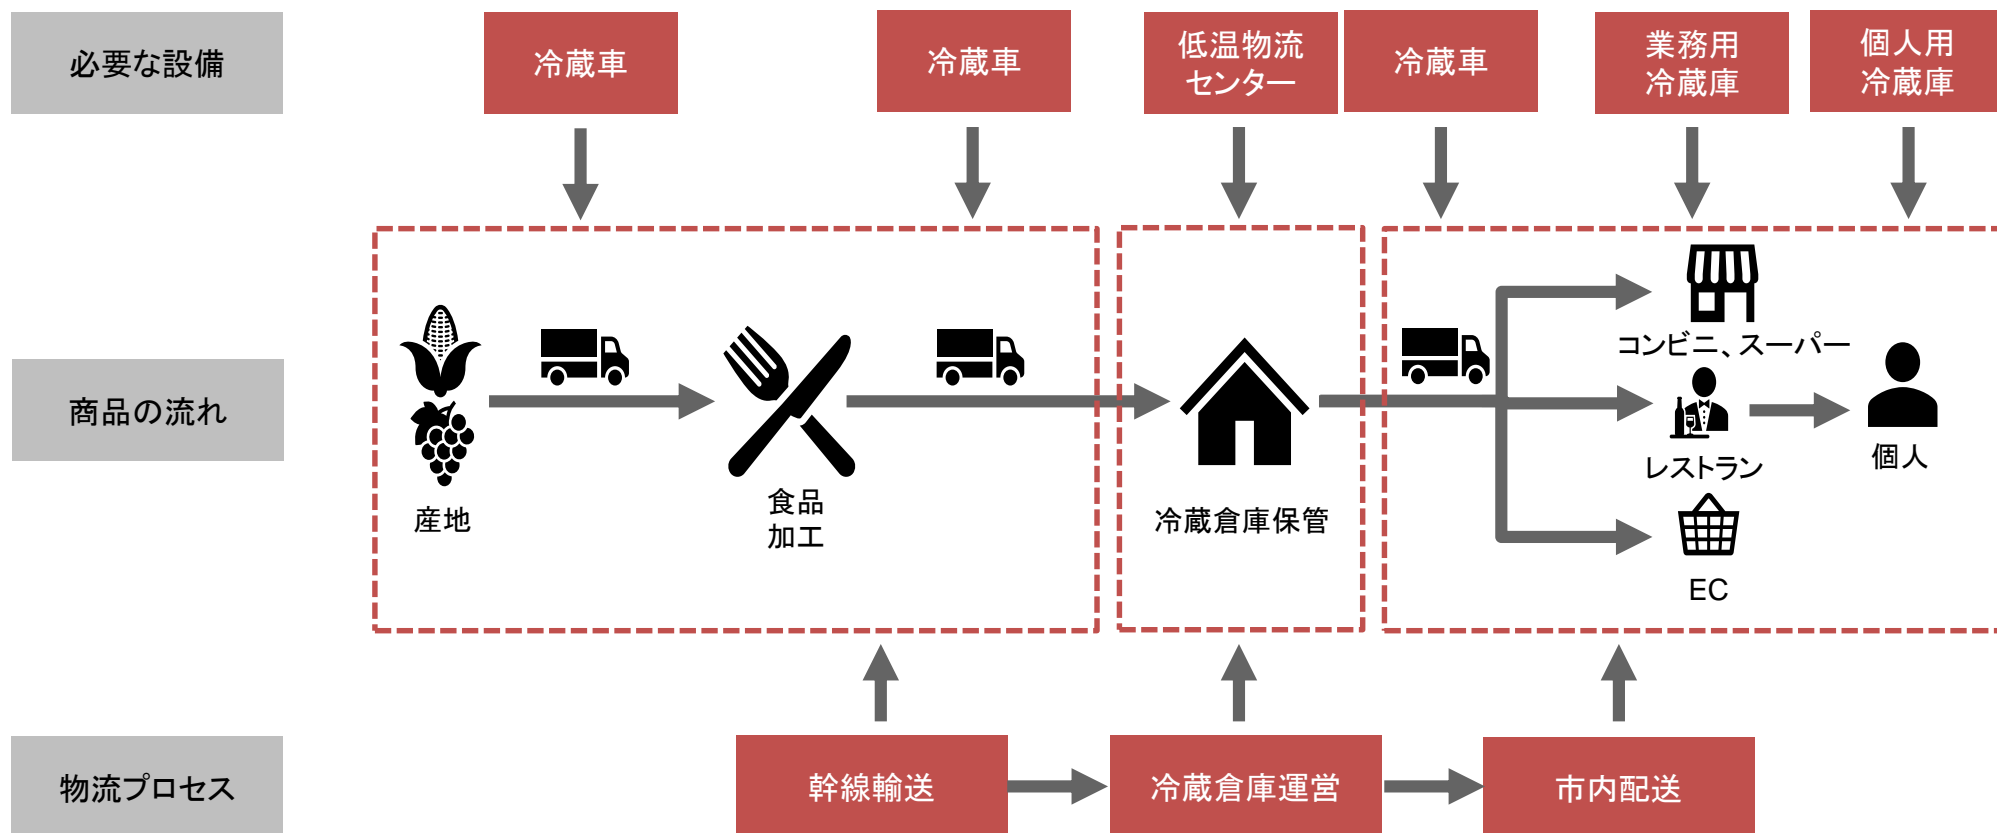 必要な設備
冷蔵車
冷蔵車
低温物流
センター
冷蔵車
業務用
冷蔵庫
個人用
冷蔵庫
商品の流れ
産地
食品
加工
冷蔵倉庫保管
コンビニ、スーパー
レストラン
EC
個人
物流プロセス
幹線輸送
冷蔵倉庫運営
市内配送